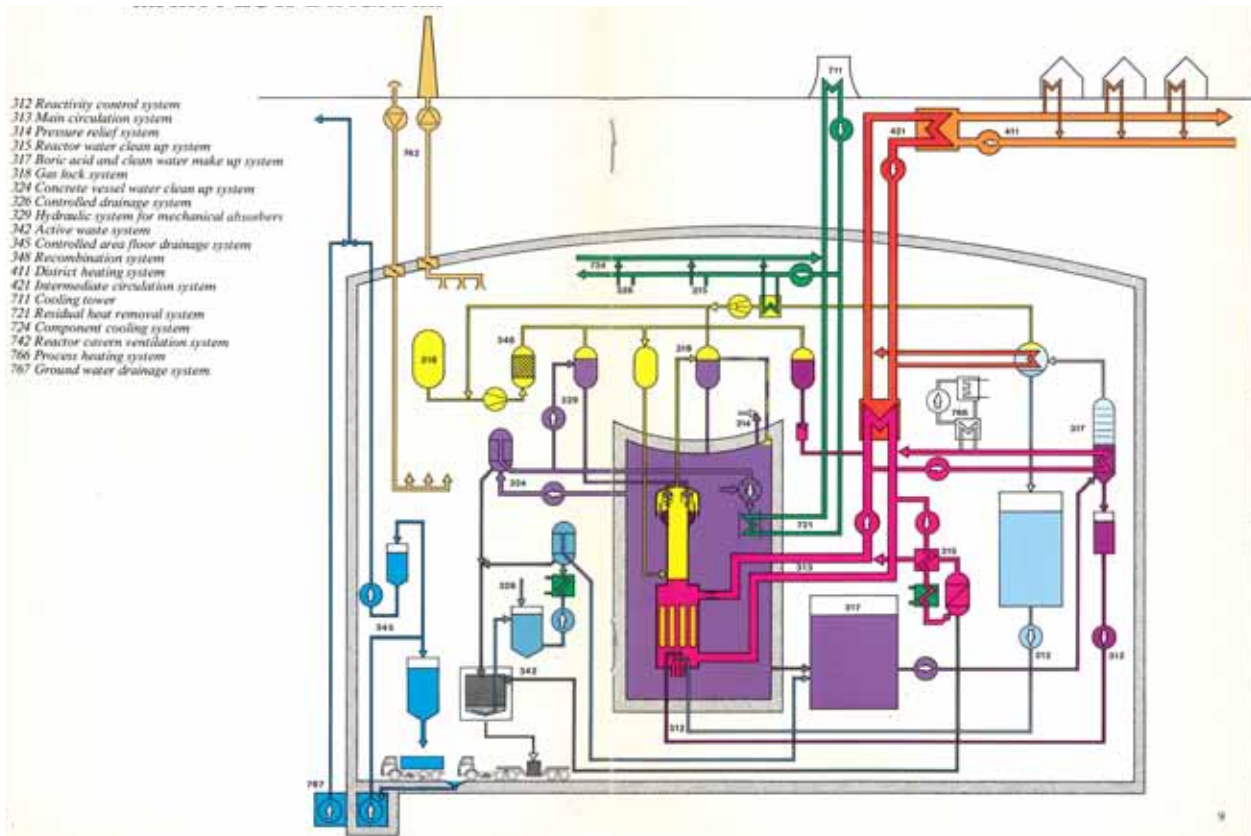 312 Reactivity control system
313 Main circulation system
314 Pressure relief system
315 Reactor water clean up system
317 Boric acid and clean water make up system
318 Gas lock system
324 Concrete vessel water clean up system
326 Controlled drainage system
329 Hydraulic system for mechanical absorbers
342 Active waste system
345 Controlled area floor drainage system
348 Recombination system
411 District heating system
421 Intermediate circulation system
711 Cooling tower
721 Residual heat removal system
724 Component cooling system
742 Reactor cavern ventilation system
766 Process heating system
767 Ground water drainage system
711
421
411
742
724
326
315
318
348
318
329
314
766
317
324
721
315
313
345
326
317
342
312
312
312
767
9